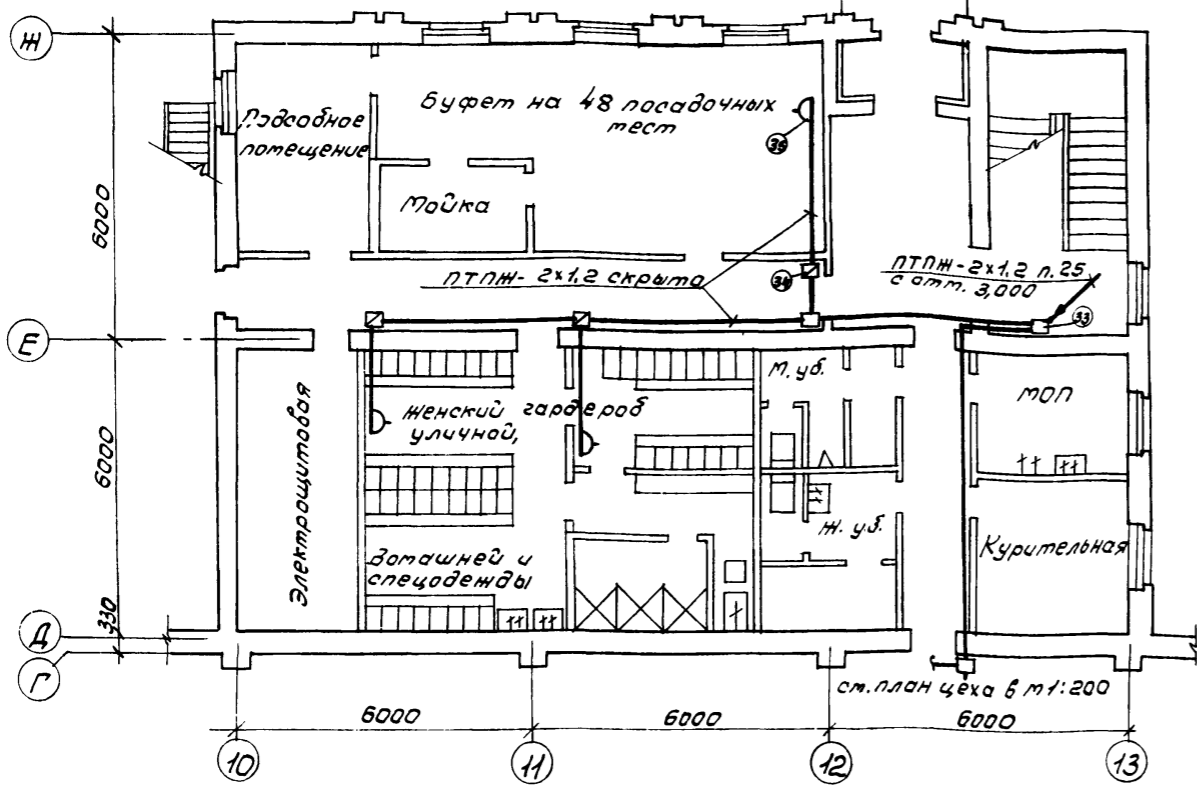 Ж
Подсобное
помещение
Буфет на 48 посадочных
мест
35
Мойка
6000
ПТПЖ-2х1,2 скрыто
34
ПТПЖ-2х1,2 п.25
с отм. 3,000
33
Е
Электрощитовая
Женский гардероб
уличной,
М. уб.
МОП
6000
Домашней и
спецодежды
Ж. уб.
Курительная
330
Д
Г
см. план цеха в м1:200
6000
6000
6000
10
11
12
13